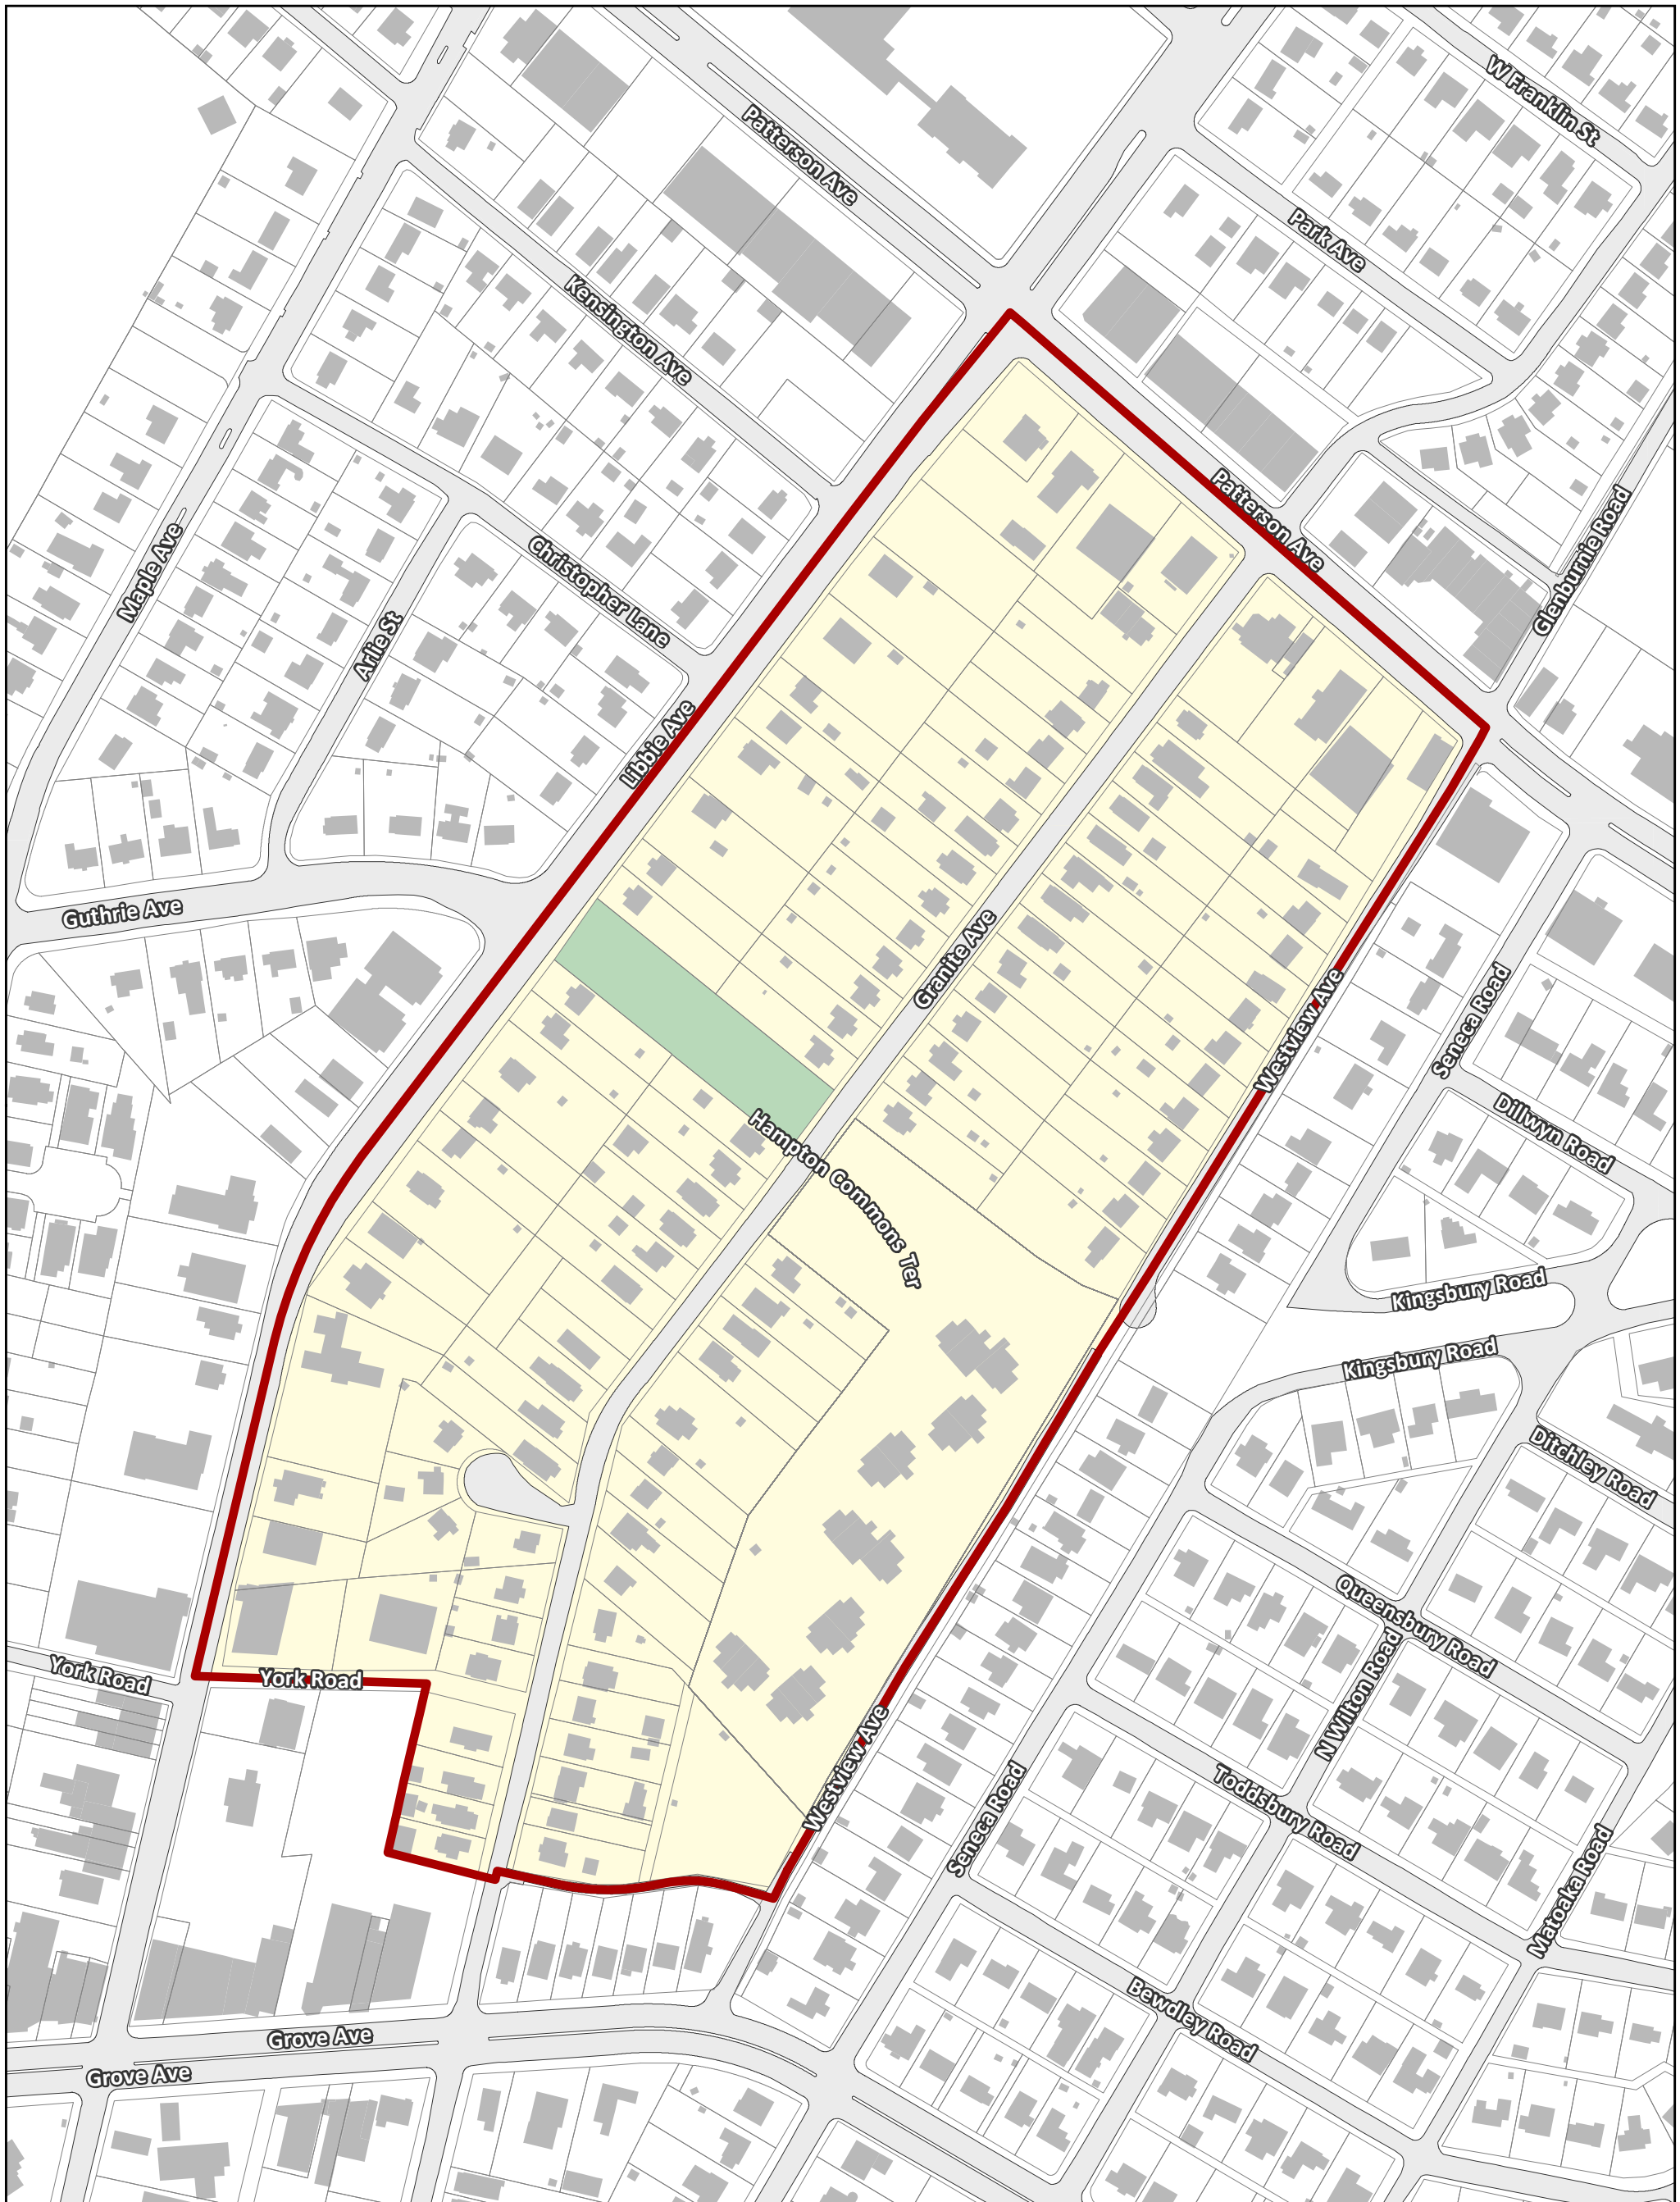 W Franklin St
Patterson Ave
Park Ave
Kensington Ave
Patterson Ave
Glenburnie Road
Maple Ave
Christopher Lane
Arlie St
Libbie Ave
Guthrie Ave
Granite Ave
Westview Ave
Seneca Road
Dillwyn Road
Hampton Commons Ter
Kingsbury Road
Kingsbury Road
Ditchley Road
Queensbury Road
York Road
York Road
N Wilton Road
Westview Ave
Toddsbury Road
Seneca Road
Matoaka Road
Bewdley Road
Grove Ave
Grove Ave